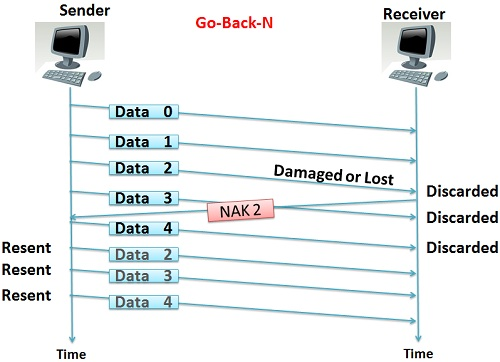 Sender
Receiver
Go-Back-N
Data 0
Data 1
Data 2
Damaged or Lost
Discarded
Data 3
NAK 2
Discarded
Data 4
Discarded
Resent
Data 2
Resent
Data 3
Resent
Data 4
Time
Time